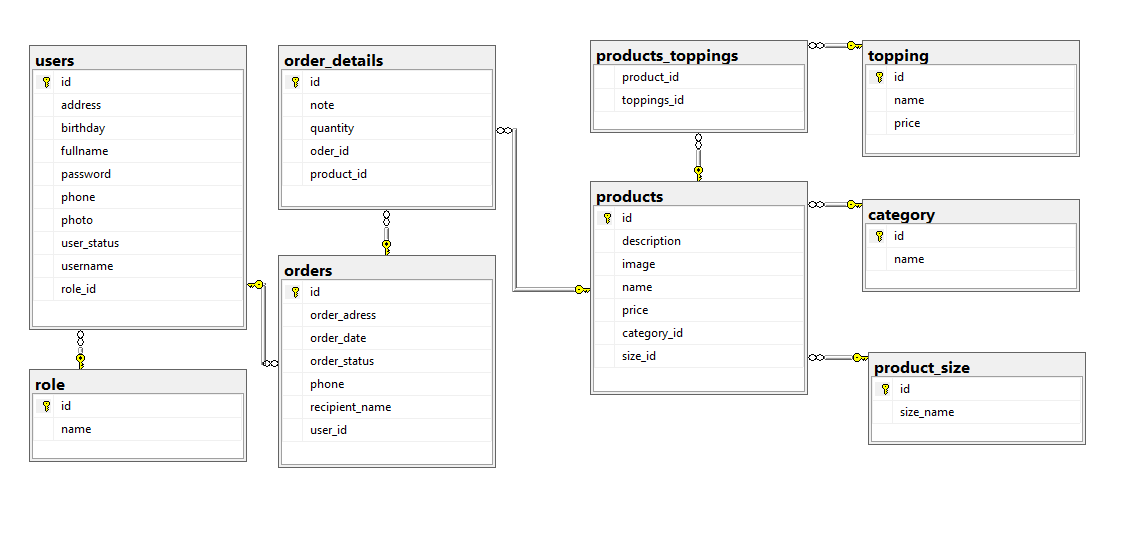 users
id
address
birthday
fullname
password
phone
photo
user_status
username
role_id
role
id
name
order_details
id
note
quantity
oder_id
product_id
orders
id
order_adress
order_date
order_status
phone
recipient_name
user_id
products_toppings
product_id
toppings_id
products
id
description
image
name
price
category_id
size_id
topping
id
name
price
category
id
name
product_size
id
size_name